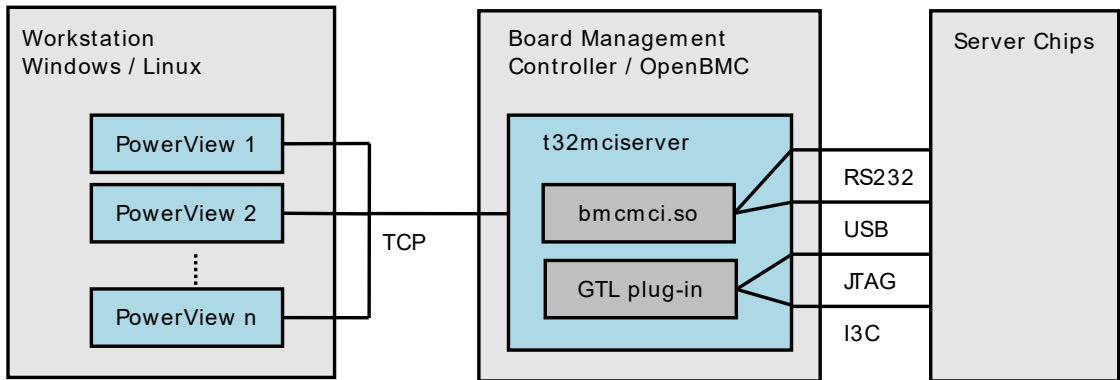 Workstation
Windows / Linux
PowerView 1
PowerView 2
PowerView n
TCP
Board Management
Controller / OpenBMC
t32mciserver
bmcmci.so
GTL plug-in
RS232
USB
JTAG
I3C
Server Chips